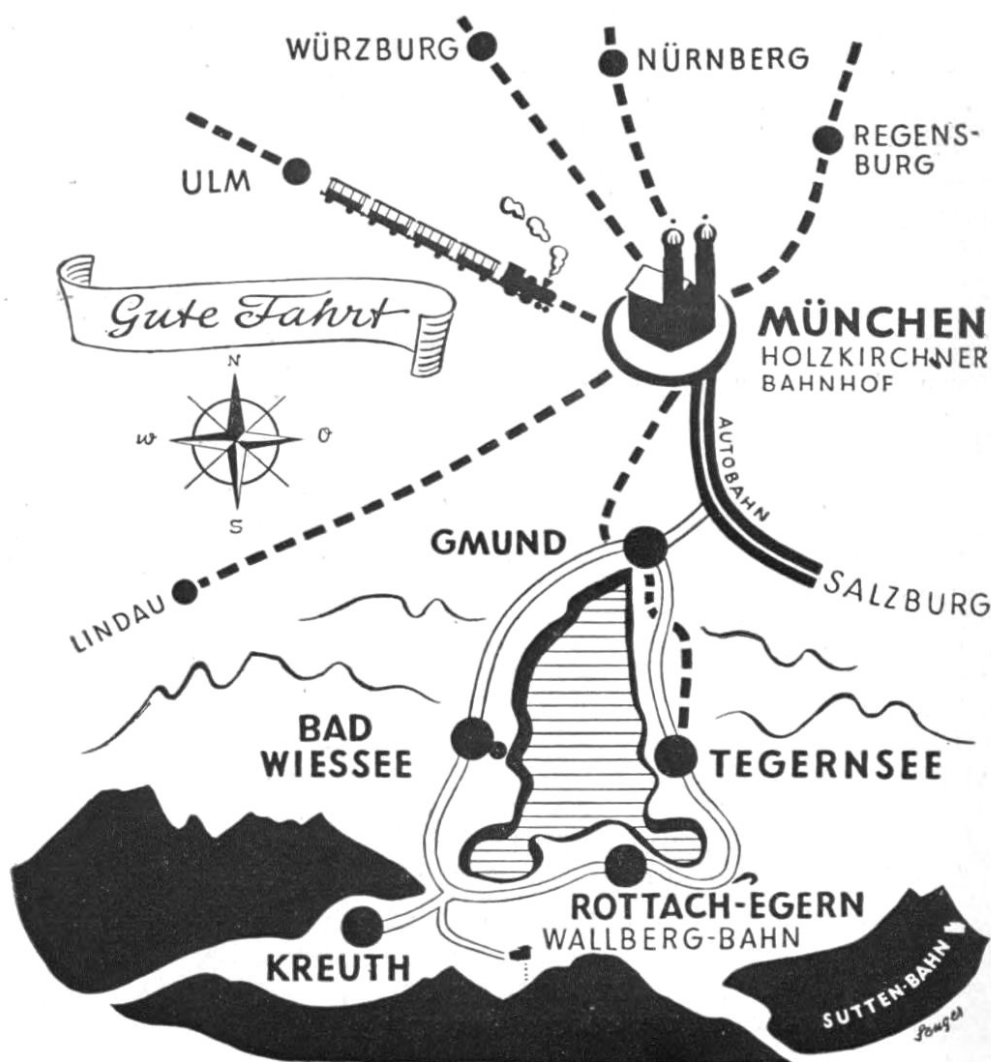 WÜRZBURG
NÜRNBERG
REGENS-
BURG
ULM
Gute Fahrt
MÜNCHEN
HOLZKIRCHNER
BAHNHOF
N
W
O
S
AUTOBAHN
GMUND
SALZBURG
LINDAU
BAD
WIESSEE
TEGERNSEE
ROTTACH-EGERN
WALLBERG-BAHN
KREUTH
SUTTEN-BAHN